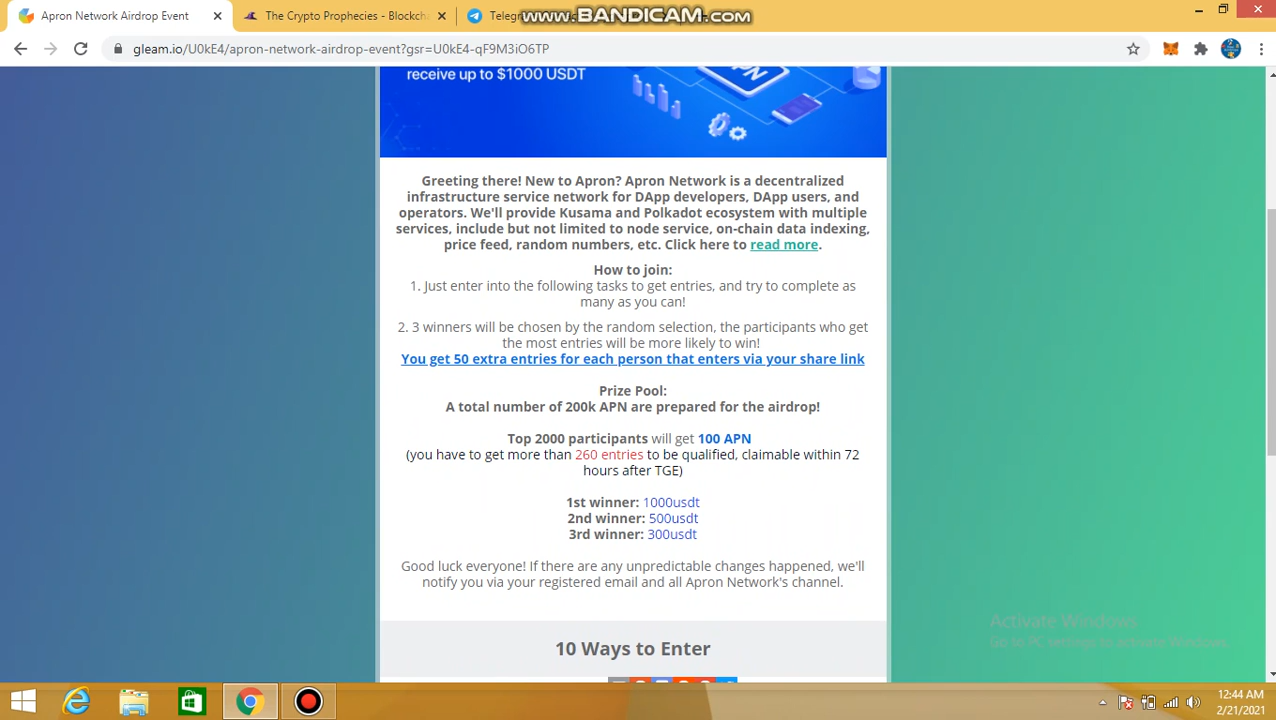 Apron Network Airdrop Event
The Crypto Prophecies - Blockch
Telegr
WWW.BANDICAM.COM
gleam.io/U0kE4/apron-network-airdrop-event?gsr=U0kE4-qF9M3iO6TP
receive up to $1000 USDT
Greeting there! New to Apron? Apron Network is a decentralized
infrastructure service network for DApp developers, DApp users, and
operators. We'll provide Kusama and Polkadot ecosystem with multiple
services, include but not limited to node service, on-chain data indexing,
price feed, random numbers, etc. Click here to read more.
How to join:
1. Just enter into the following tasks to get entries, and try to complete as
many as you can!
2. 3 winners will be chosen by the random selection, the participants who get
the most entries will be more likely to win!
You get 50 extra entries for each person that enters via your share link
Prize Pool:
A total number of 200k APN are prepared for the airdrop!
Top 2000 participants will get 100 APN
(you have to get more than 260 entries to be qualified, claimable within 72
hours after TGE)
1st winner: 1000usdt
2nd winner: 500usdt
3rd winner: 300usdt
Good luck everyone! If there are any unpredictable changes happened, we'll
notify you via your registered email and all Apron Network's channel.
10 Ways to Enter
Activate Windows
Go to PC settings to activate Windows.
12:44 AM
2/21/2021